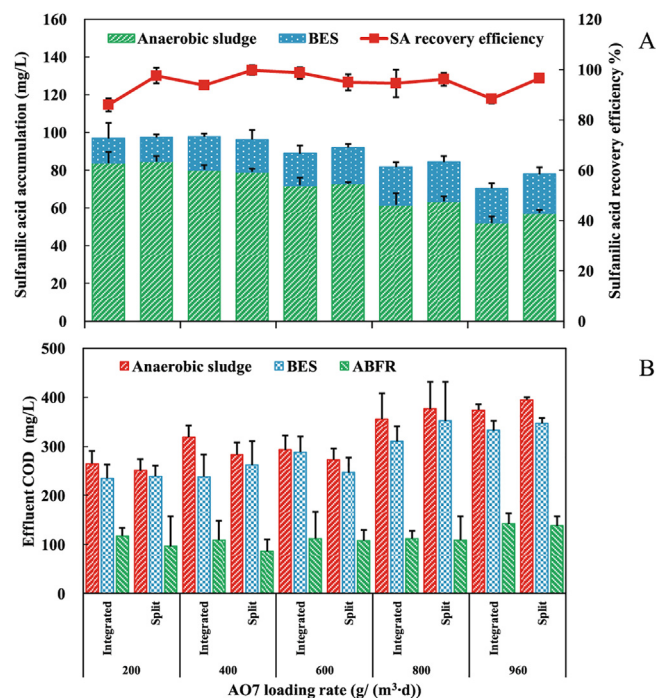 A
Anaerobic sludge BES SA recovery efficiency
Sulfanilic acid accumulation (mg/L)
160
140
120
100
80
60
40
20
0
Sulfanilic acid recovery efficiency %)
120
100
80
60
40
20
0
B
Anaerobic sludge BES ABFR
Effluent COD (mg/L)
500
400
300
200
100
0
Integrated Split Integrated Split Integrated Split Integrated Split Integrated Split
200 400 600 800 960
AO7 loading rate (g/ (m³·d))